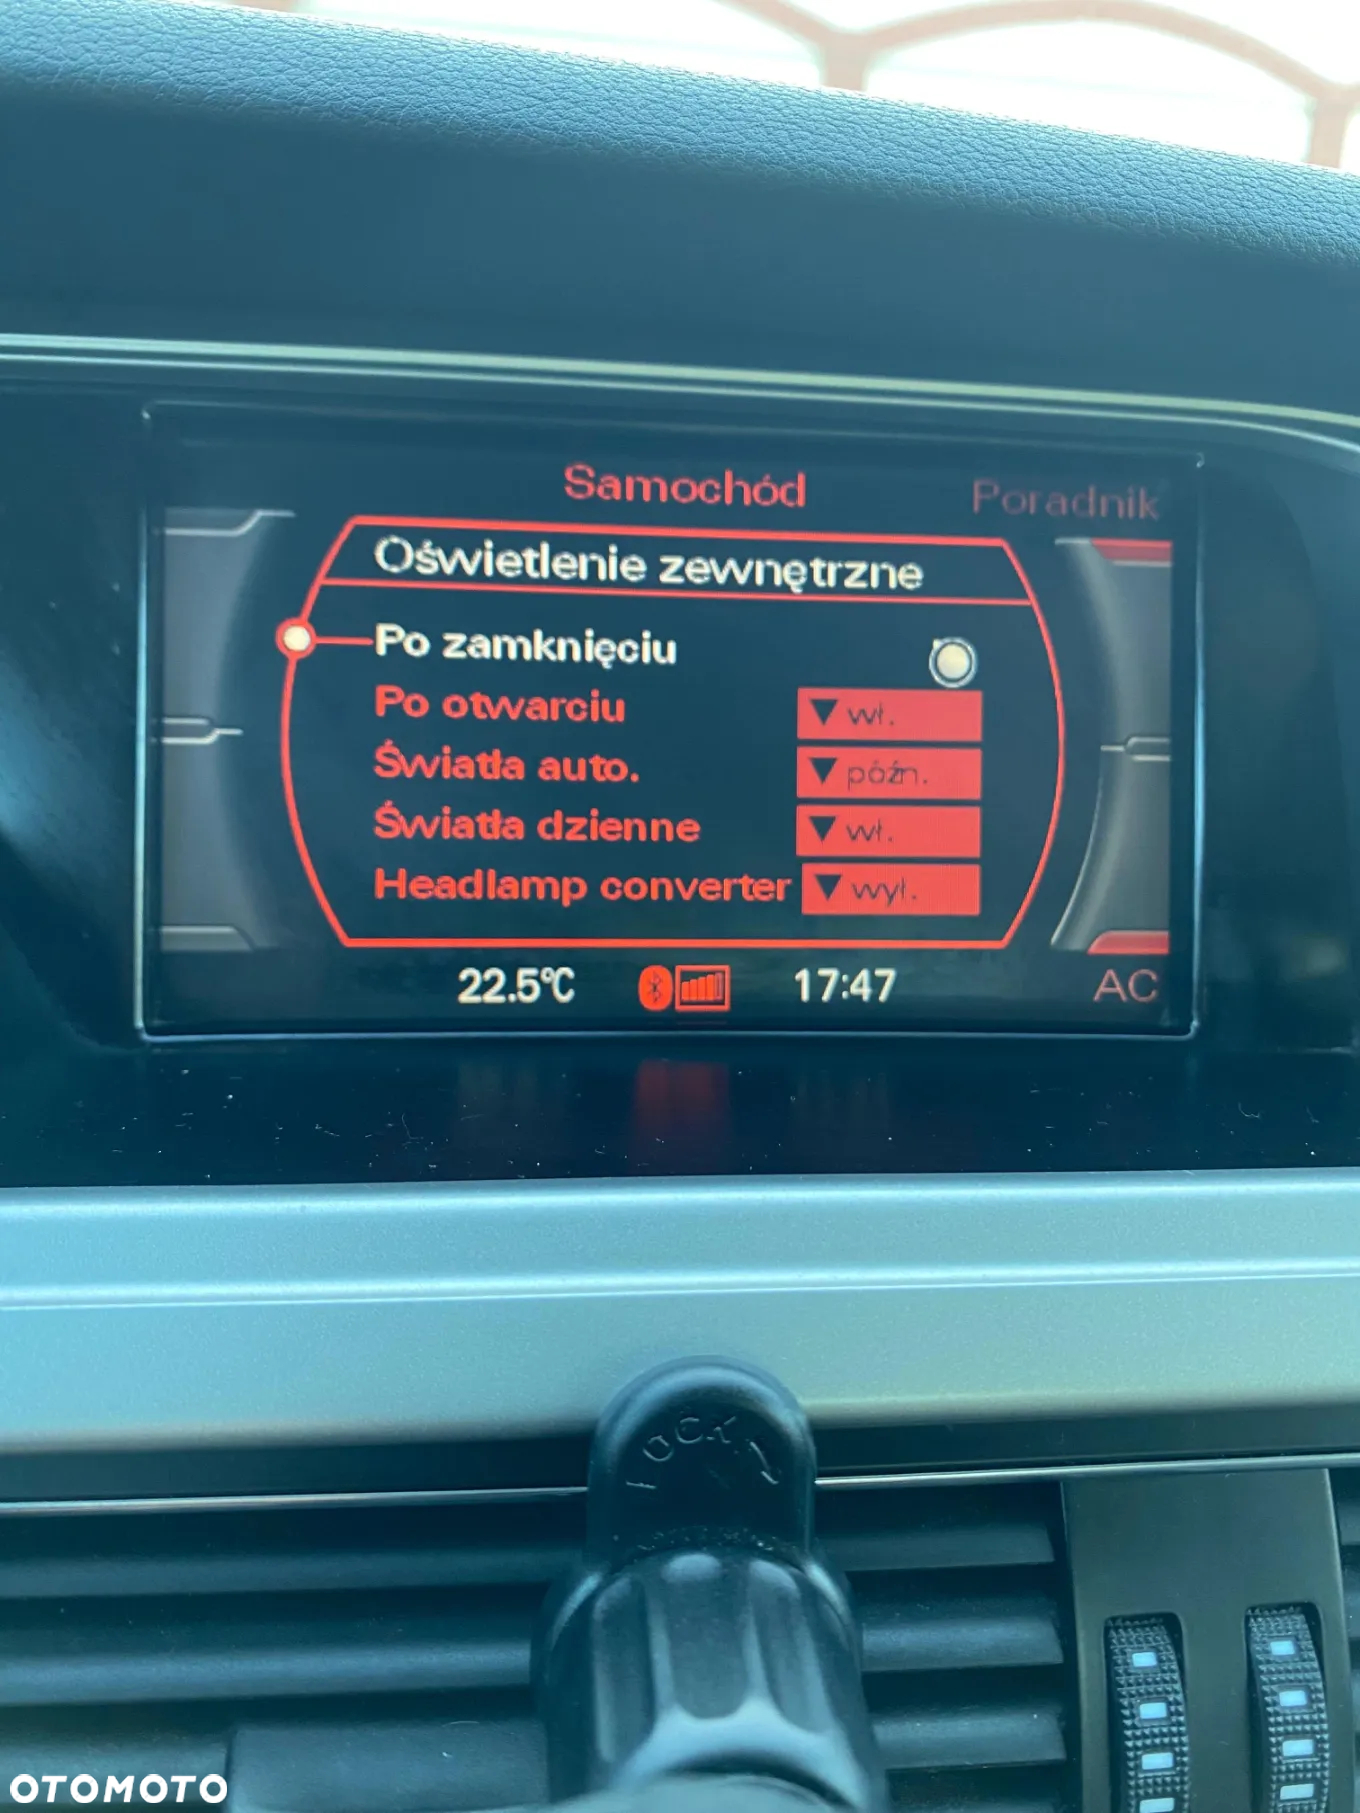 Samochód Poradnik
Oświetlenie zewnętrzne
Po zamknięciu
Po otwarciu ▼ wł.
Światła auto. ▼ późn.
Światła dzienne ▼ wł.
Headlamp converter ▼ wył.
22.5°C 17:47 AC
LOCK
OTOMOTO